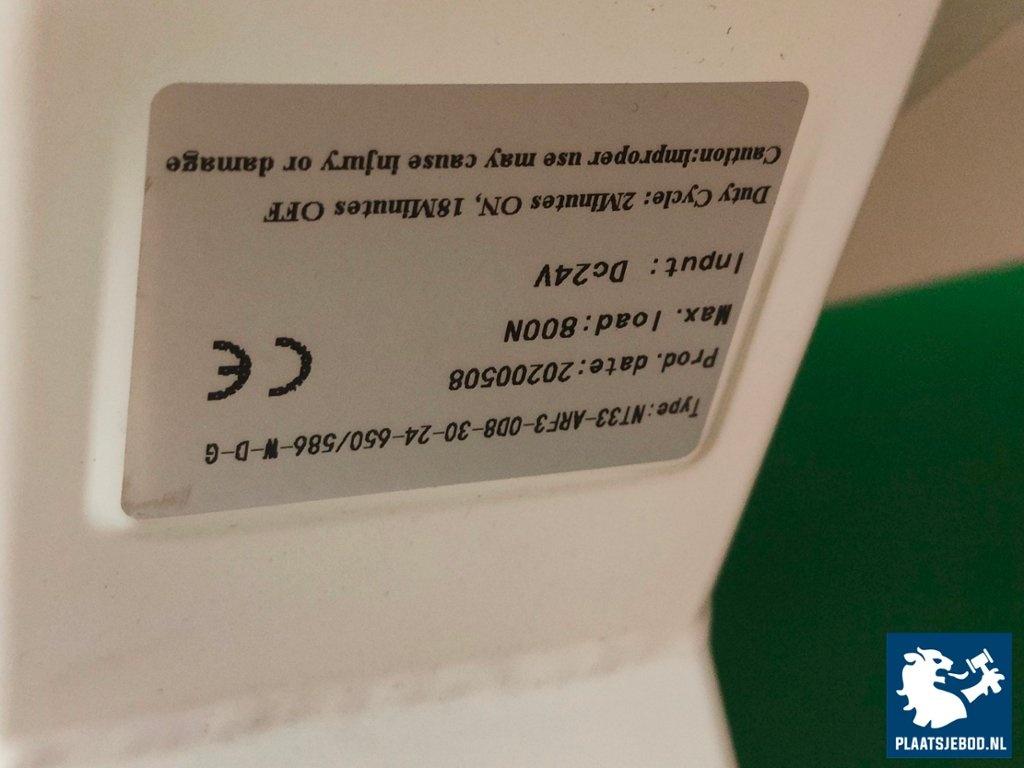 Type:NT33-ARF3-0D8-30-24-650/586-W-D-G
Prod. date:20200508
Max. load:800N
Input: Dc24V
Duty Cycle: 2Minutes ON, 18Minutes OFF
Caution:Improper use may cause injury or damage
CE
PLAATSJEBOD.NL